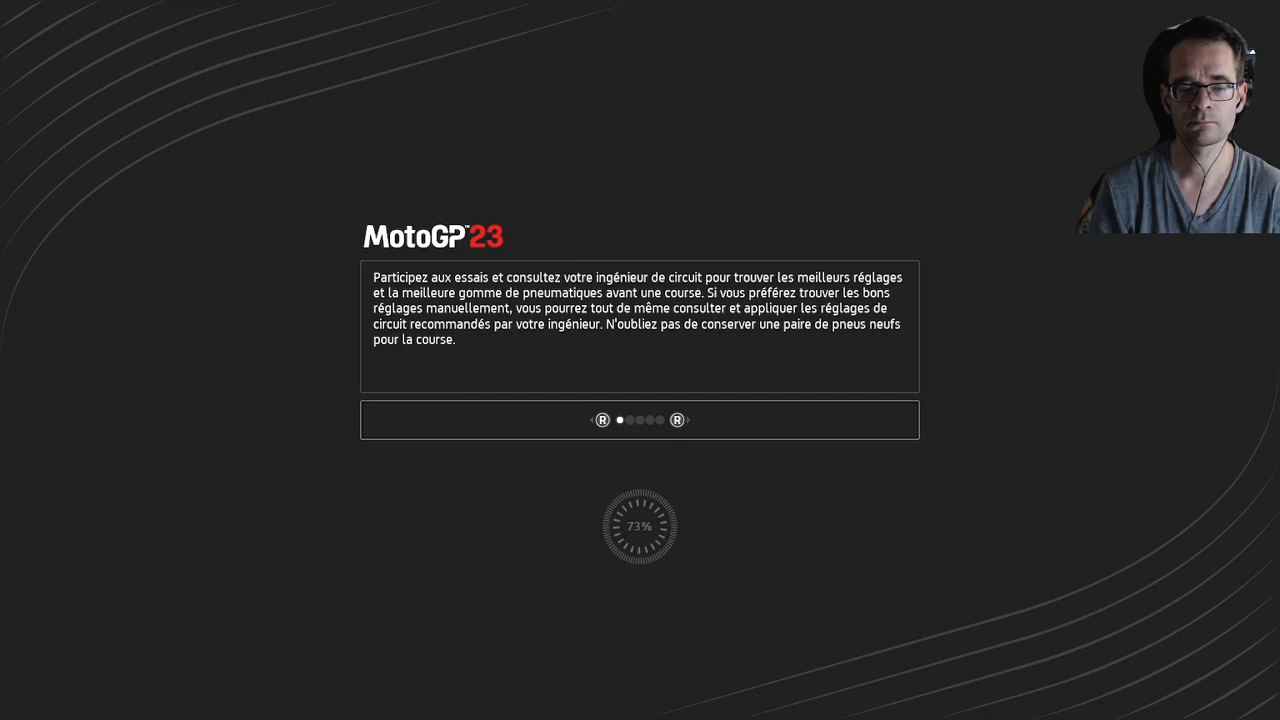 MotoGP™23
Participez aux essais et consultez votre ingénieur de circuit pour trouver les meilleurs réglages
et la meilleure gomme de pneumatiques avant une course. Si vous préférez trouver les bons
réglages manuellement, vous pourrez tout de même consulter et appliquer les réglages de
circuit recommandés par votre ingénieur. N'oubliez pas de conserver une paire de pneus neufs
pour la course.
R R
73%